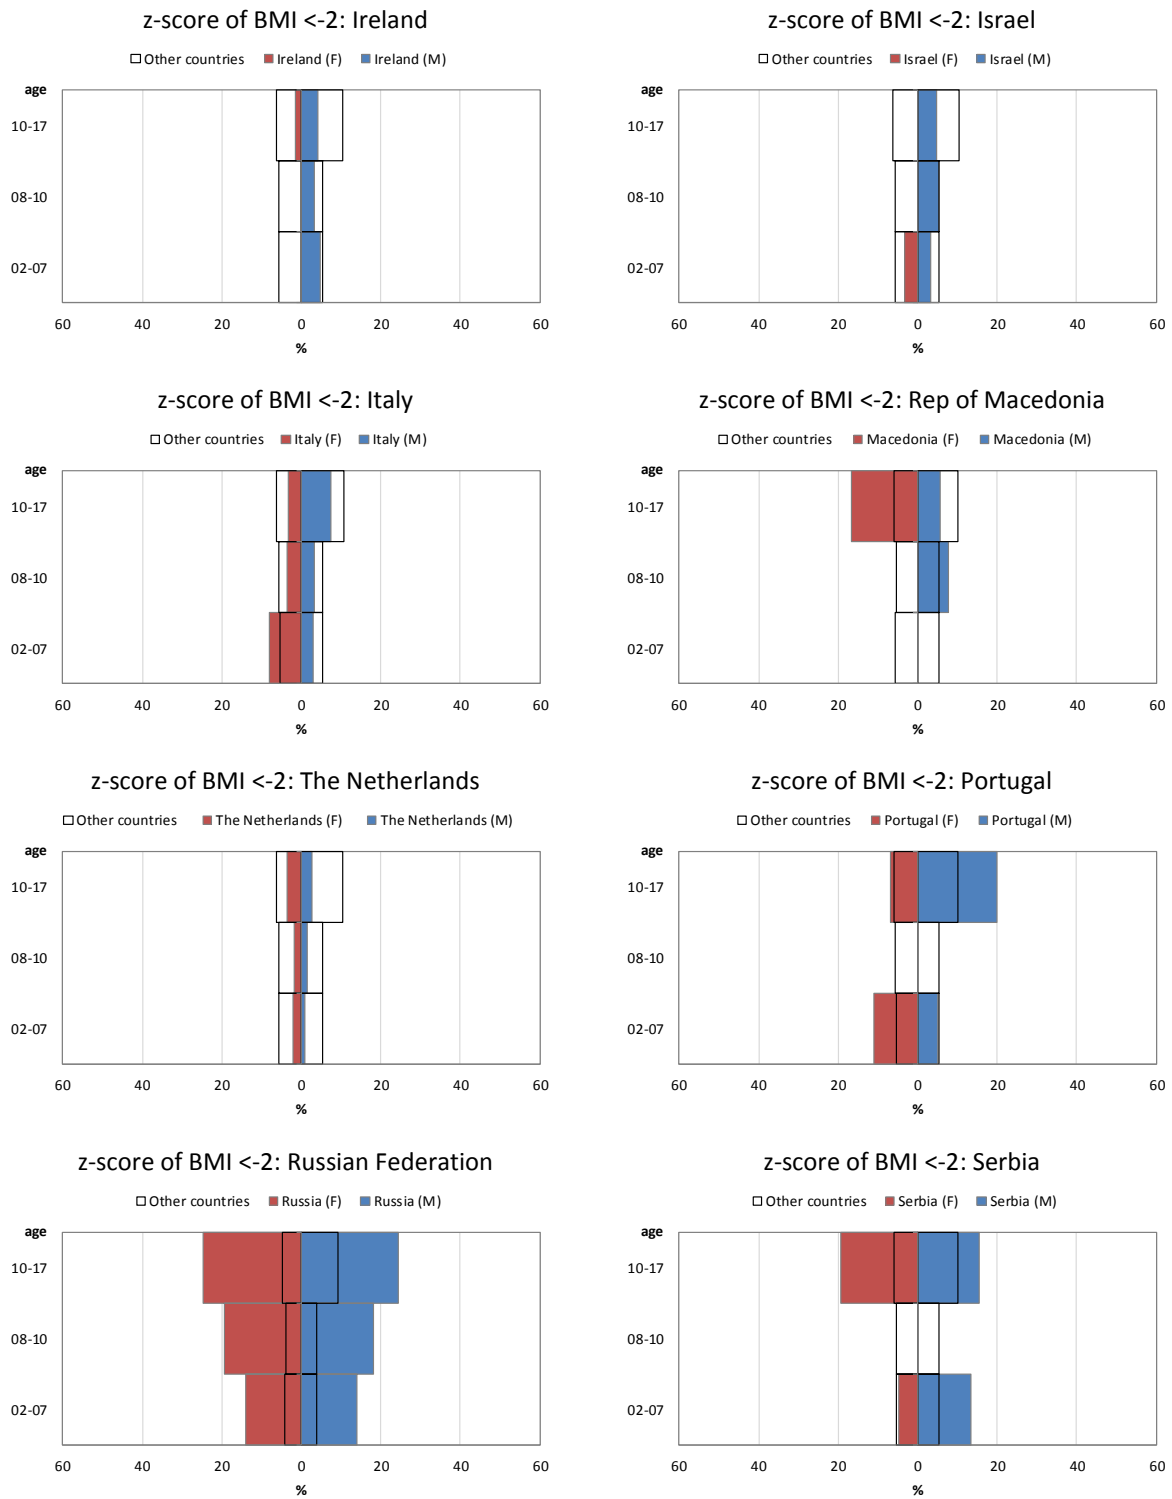 z-score of BMI <-2: Ireland
Other countries Ireland (F) Ireland (M)
age
10-17
08-10
02-07
60 40 20 0 20 40 60
%
z-score of BMI <-2: Israel
Other countries Israel (F) Israel (M)
age
10-17
08-10
02-07
60 40 20 0 20 40 60
%
z-score of BMI <-2: Italy
Other countries Italy (F) Italy (M)
age
10-17
08-10
02-07
60 40 20 0 20 40 60
%
z-score of BMI <-2: Rep of Macedonia
Other countries Macedonia (F) Macedonia (M)
age
10-17
08-10
02-07
60 40 20 0 20 40 60
%
z-score of BMI <-2: The Netherlands
Other countries The Netherlands (F) The Netherlands (M)
age
10-17
08-10
02-07
60 40 20 0 20 40 60
%
z-score of BMI <-2: Portugal
Other countries Portugal (F) Portugal (M)
age
10-17
08-10
02-07
60 40 20 0 20 40 60
%
z-score of BMI <-2: Russian Federation
Other countries Russia (F) Russia (M)
age
10-17
08-10
02-07
60 40 20 0 20 40 60
%
z-score of BMI <-2: Serbia
Other countries Serbia (F) Serbia (M)
age
10-17
08-10
02-07
60 40 20 0 20 40 60
%